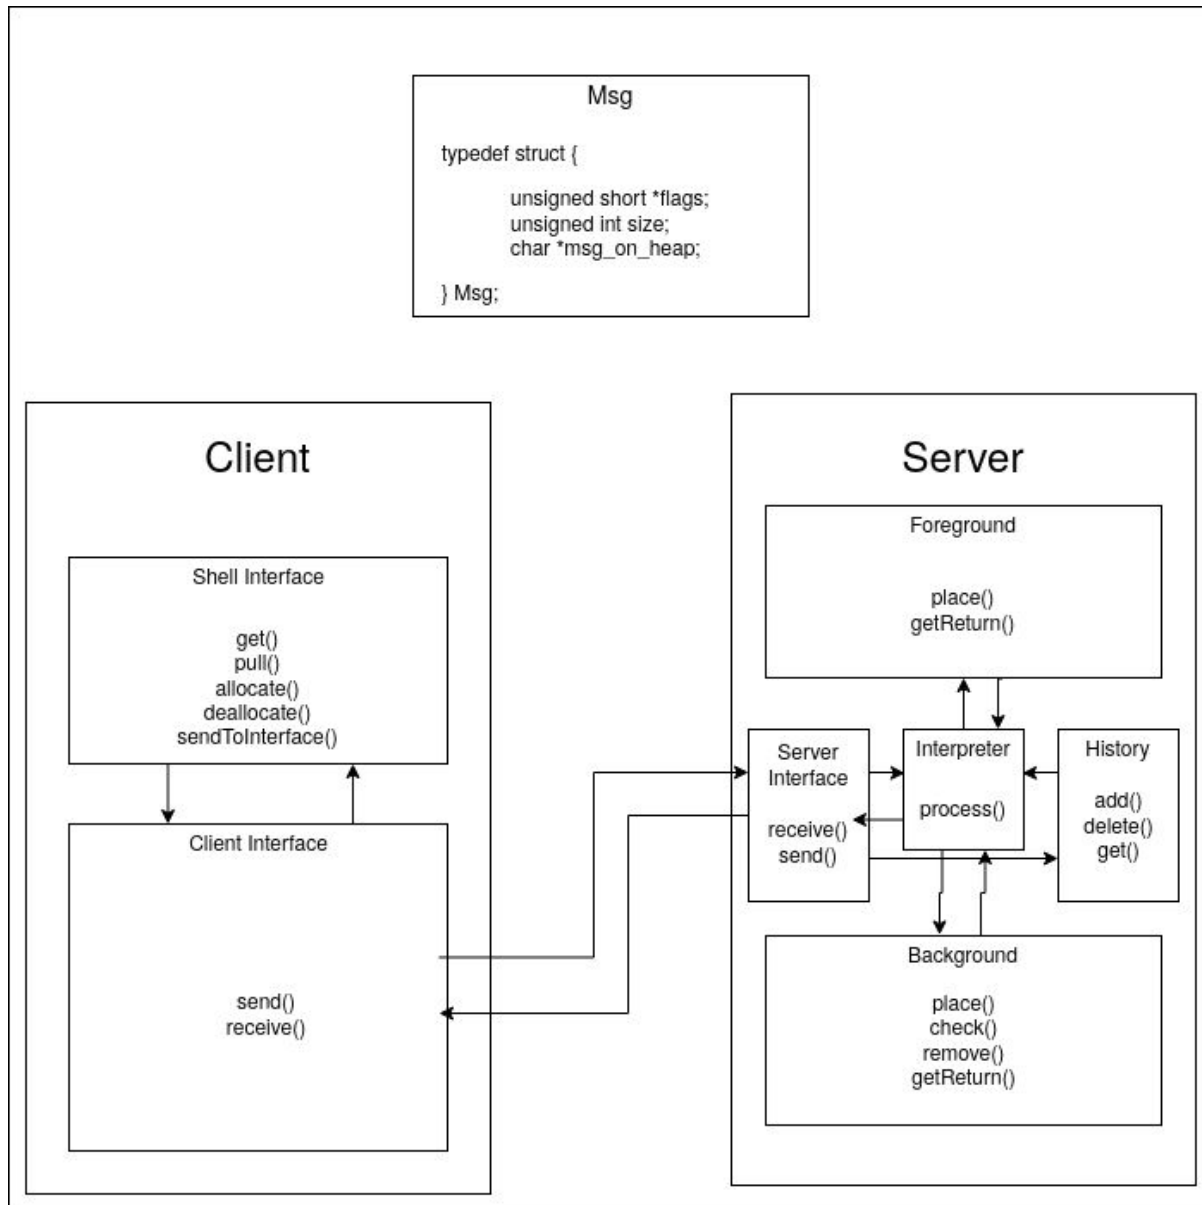 Msg
typedef struct {
unsigned short *flags;
unsigned int size;
char *msg_on_heap;
} Msg;
Client
Shell Interface
get()
pull()
allocate()
deallocate()
sendToInterface()
Client Interface
send()
receive()
Server
Foreground
place()
getReturn()
Server
Interface
receive()
send()
Interpreter
process()
History
add()
delete()
get()
Background
place()
check()
remove()
getReturn()